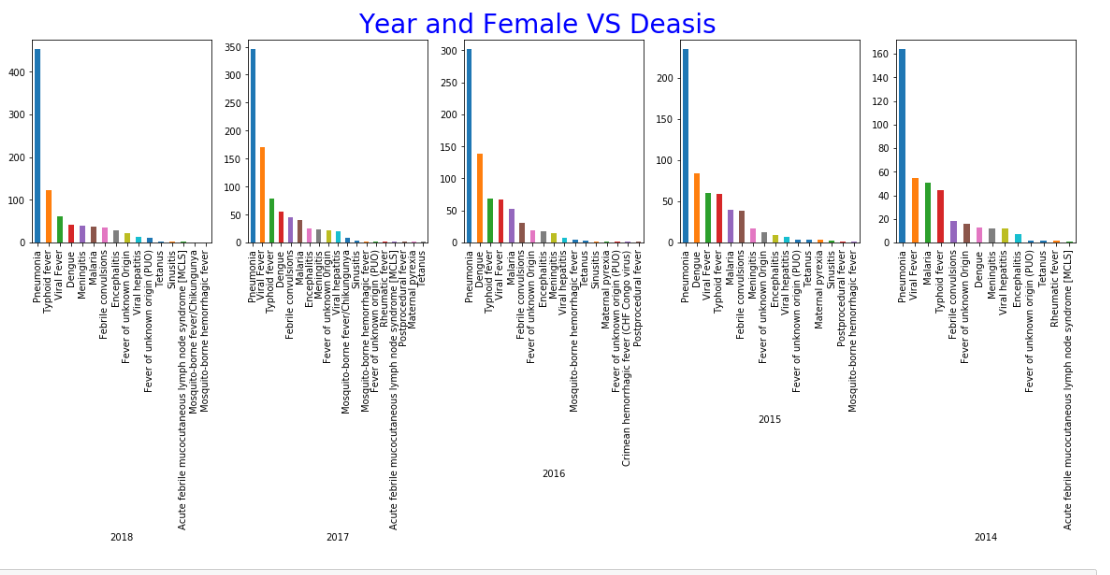 Year and Female VS Deasis
400
300
200
100
0
Pneumonia
Typhoid fever
Viral Fever
Dengue
Meningitis
Malaria
Febrile convulsions
Encephalitis
Fever of unknown 0rigin
Viral hepatitis
Fever of unknown origin (PUO)
Tetanus
Sinusitis
Acute febrile mucocutaneous lymph node syndrome [MCLS]
Mosquito-borne fever/Chikungunya
Mosquito-borne hemorrhagic fever
2018
350
300
250
200
150
100
50
0
Pneumonia
Viral Fever
Typhoid fever
Dengue
Febrile convulsions
Malaria
Encephalitis
Meningitis
Fever of unknown 0rigin
Viral hepatitis
Mosquito-borne fever/Chikungunya
Sinusitis
Mosquito-borne hemorrhagic fever
Fever of unknown origin (PUO)
Rheumatic fever
Acute febrile mucocutaneous lymph node syndrome [MCLS]
Postprocedural fever
Maternal pyrexia
Tetanus
2017
300
250
200
150
100
50
0
Pneumonia
Dengue
Typhoid fever
Viral Fever
Malaria
Febrile convulsions
Fever of unknown 0rigin
Encephalitis
Meningitis
Viral hepatitis
Mosquito-borne hemorrhagic fever
Tetanus
Sinusitis
Maternal pyrexia
Fever of unknown origin (PUO)
Crimean hemorrhagic fever (CHF Congo virus)
Postprocedural fever
2016
200
150
100
50
0
Pneumonia
Dengue
Viral Fever
Typhoid fever
Malaria
Febrile convulsions
Meningitis
Fever of unknown 0rigin
Encephalitis
Viral hepatitis
Fever of unknown origin (PUO)
Tetanus
Maternal pyrexia
Sinusitis
Postprocedural fever
Mosquito-borne hemorrhagic fever
2015
160
140
120
100
80
60
40
20
0
Pneumonia
Viral Fever
Malaria
Typhoid fever
Febrile convulsions
Fever of unknown 0rigin
Dengue
Meningitis
Viral hepatitis
Encephalitis
Fever of unknown origin (PUO)
Tetanus
Rheumatic fever
Acute febrile mucocutaneous lymph node syndrome [MCLS]
2014